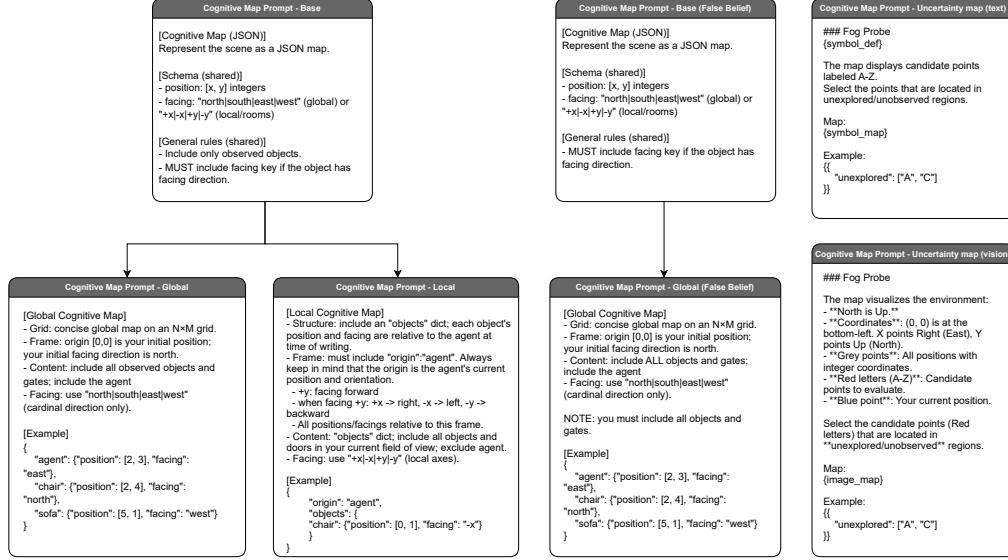 Cognitive Map Prompt - Base
[Cognitive Map (JSON)]
Represent the scene as a JSON map.
[Schema (shared)]
- position: [x, y] integers
- facing: "north|south|east|west" (global) or
"+x|-x|+y|-y" (local/rooms)
[General rules (shared)]
- Include only observed objects.
- MUST include facing key if the object has
facing direction.
Cognitive Map Prompt - Base (False Belief)
[Cognitive Map (JSON)]
Represent the scene as a JSON map.
[Schema (shared)]
- position: [x, y] integers
- facing: "north|south|east|west" (global) or
"+x|-x|+y|-y" (local/rooms)
[General rules (shared)]
- MUST include facing key if the object has
facing direction.
Cognitive Map Prompt - Uncertainty map (text)
### Fog Probe
{symbol_def}
The map displays candidate points
labeled A-Z.
Select the points that are located in
unexplored/unobserved regions.
Map:
{symbol_map}
Example:
{{
"unexplored": ["A", "C"]
}}
Cognitive Map Prompt - Global
[Global Cognitive Map]
- Grid: concise global map on an N×M grid.
- Frame: origin [0,0] is your initial position;
your initial facing direction is north.
- Content: include all observed objects and
gates; include the agent
- Facing: use "north|south|east|west"
(cardinal direction only).
[Example]
{
"agent": {"position": [2, 3], "facing":
"east"},
"chair": {"position": [2, 4], "facing":
"north"},
"sofa": {"position": [5, 1], "facing": "west"}
}
Cognitive Map Prompt - Local
[Local Cognitive Map]
- Structure: include an "objects" dict; each object's
position and facing are relative to the agent at
time of writing.
- Frame: must include "origin":"agent". Always
keep in mind that the origin is the agent's current
position and orientation.
- +y: facing forward
- when facing +y: +x -> right, -x -> left, -y ->
backward
- All positions/facings relative to this frame.
- Content: "objects" dict; include all objects and
doors in your current field of view; exclude agent.
- Facing: use "+x|-x|+y|-y" (local axes).
[Example]
{
"origin": "agent",
"objects": {
"chair": {"position": [0, 1], "facing": "-x"}
}
}
Cognitive Map Prompt - Global (False Belief)
[Global Cognitive Map]
- Grid: concise global map on an N×M grid.
- Frame: origin [0,0] is your initial position;
your initial facing direction is north.
- Content: include ALL objects and gates;
include the agent
- Facing: use "north|south|east|west"
(cardinal direction only).
NOTE: you must include all objects and
gates.
[Example]
{
"agent": {"position": [2, 3], "facing":
"east"},
"chair": {"position": [2, 4], "facing":
"north"},
"sofa": {"position": [5, 1], "facing": "west"}
}
Cognitive Map Prompt - Uncertainty map (vision
### Fog Probe
The map visualizes the environment:
- **North is Up.**
- **Coordinates**: (0, 0) is at the
bottom-left. X points Right (East), Y
points Up (North).
- **Grey points**: All positions with
integer coordinates.
- **Red letters (A-Z)**: Candidate
points to evaluate.
- **Blue point**: Your current position.
Select the candidate points (Red
letters) that are located in
**unexplored/unobserved** regions.
Map:
{image_map}
Example:
{{
"unexplored": ["A", "C"]
}}